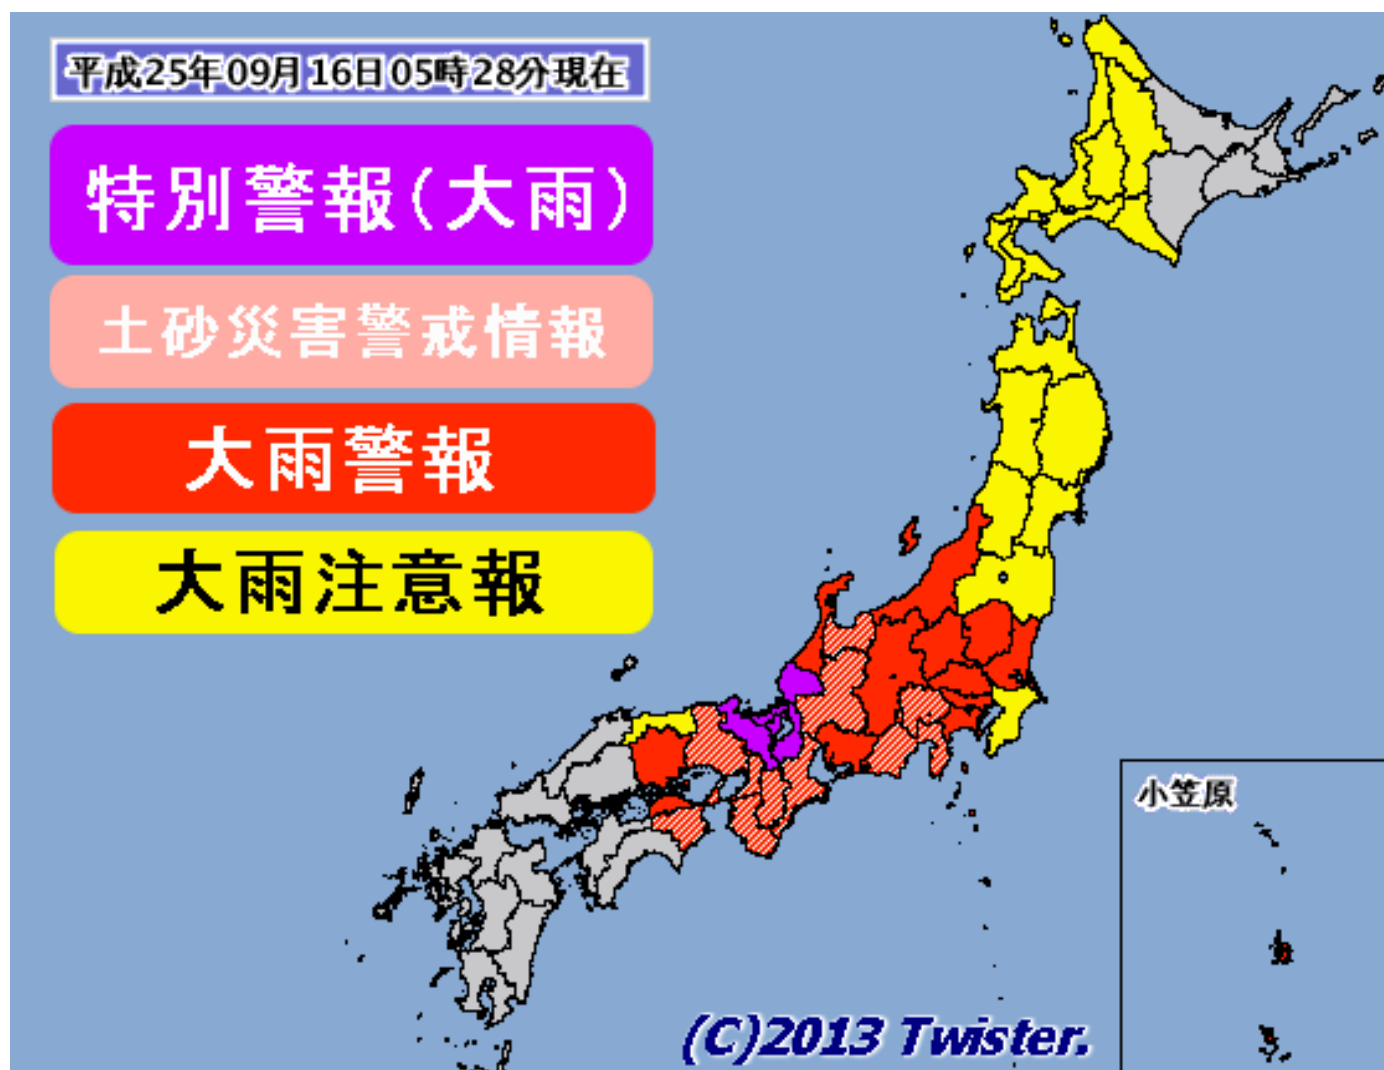 平成25年09月16日05時28分現在
特別警報(大雨)
土砂災害警戒情報
大雨警報
大雨注意報
小笠原
(C)2013 Twister.